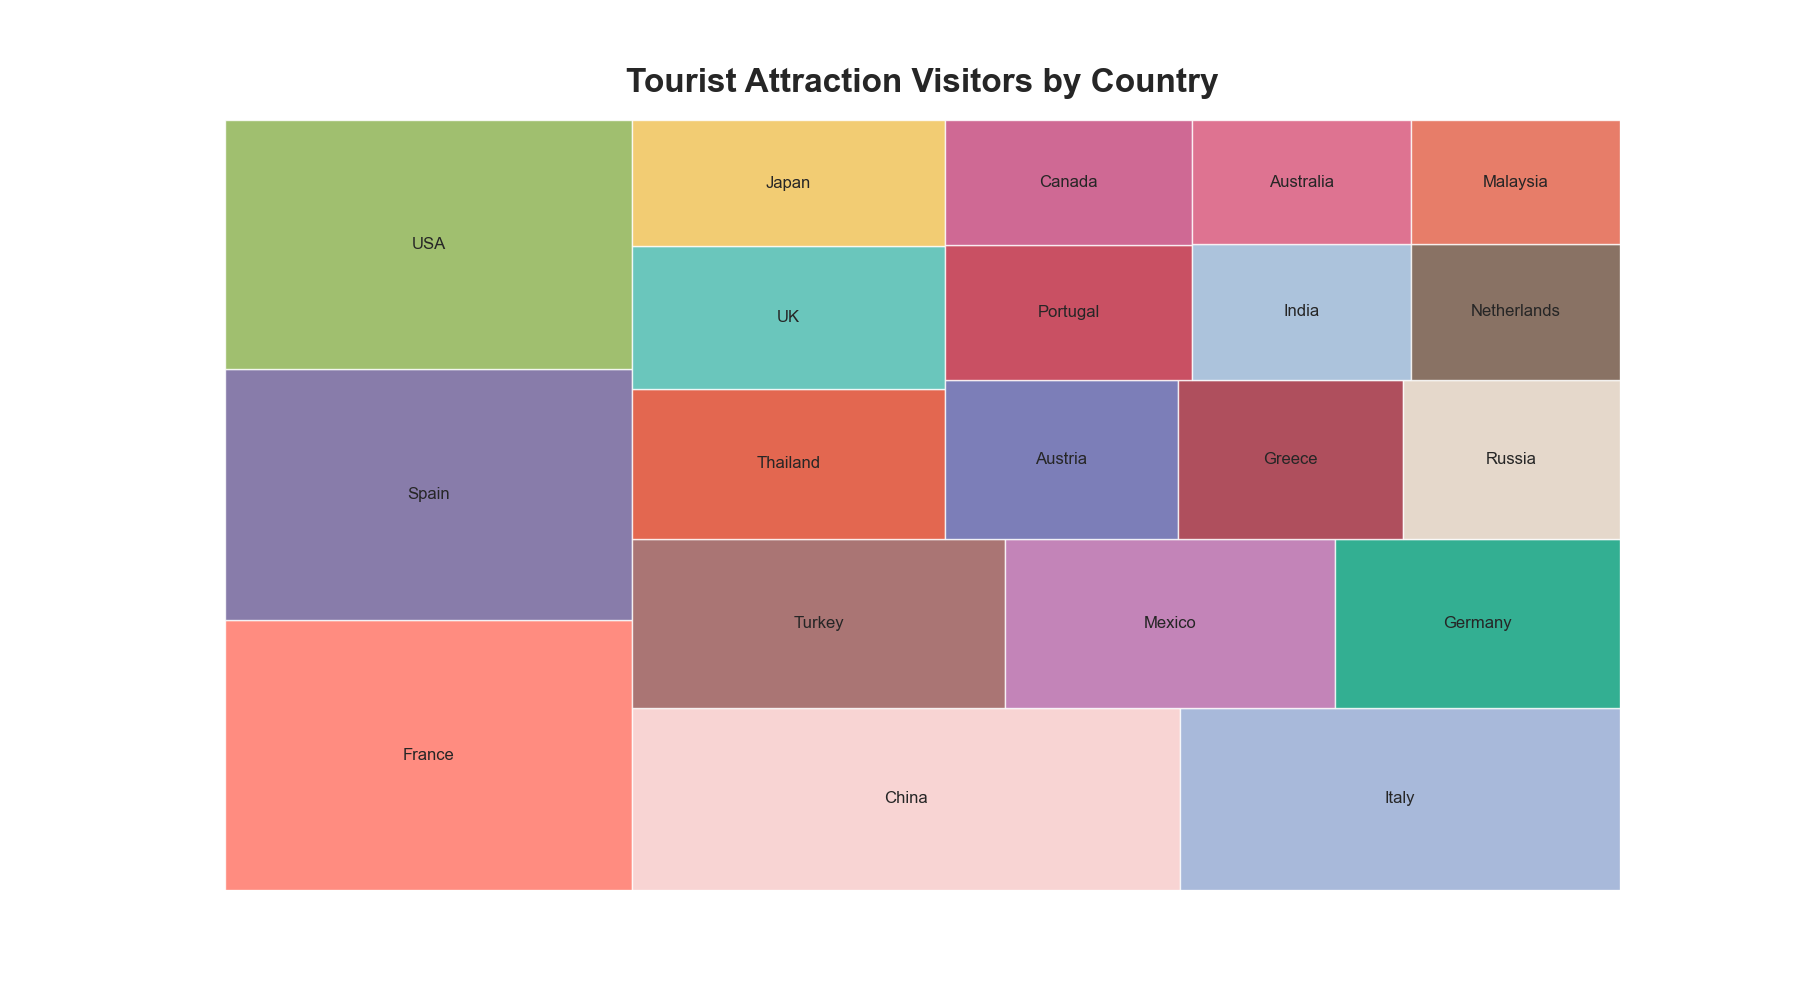 Tourist Attraction Visitors by Country
USA
Spain
France
Japan
UK
Thailand
Canada
Australia
Malaysia
Portugal
India
Netherlands
Austria
Greece
Russia
Turkey
Mexico
Germany
China
Italy